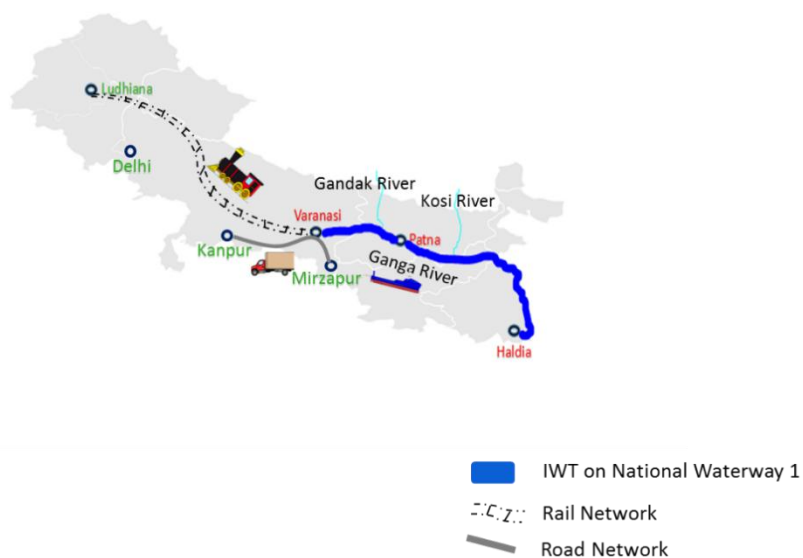 Ludhiana
Delhi
Gandak River
Kosi River
Varanasi
Kanpur
Patna
Ganga River
Mirzapur
Haldia
IWT on National Waterway 1
Rail Network
Road Network